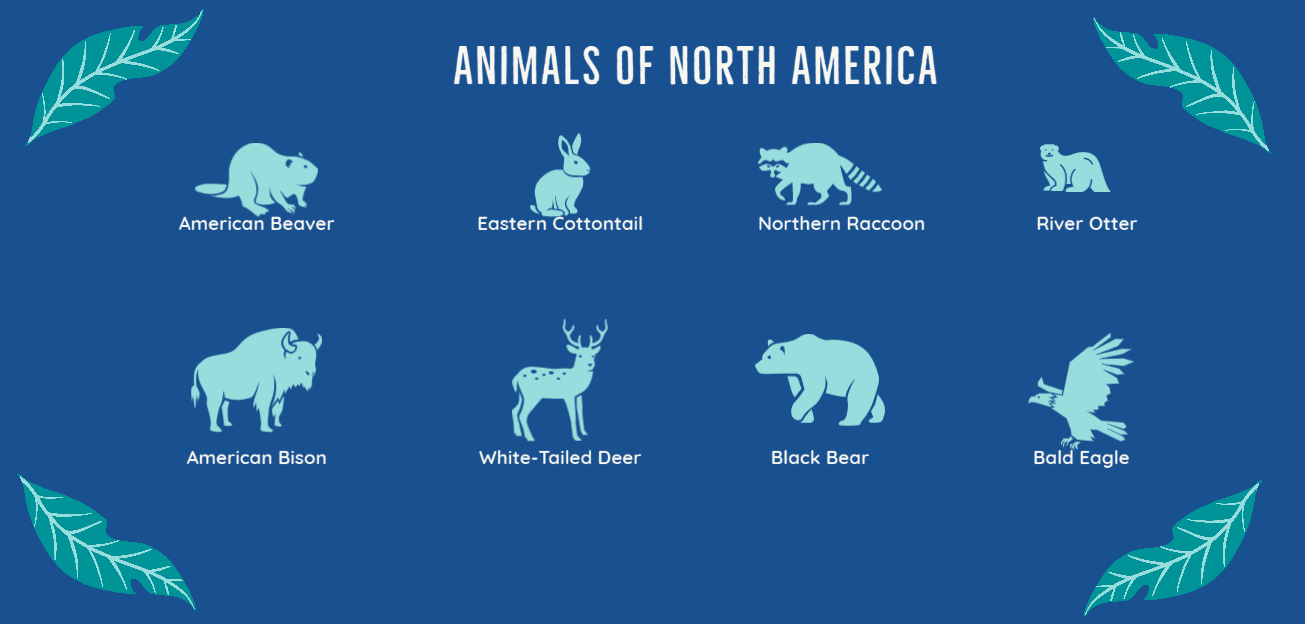 ANIMALS OF NORTH AMERICA
American Beaver
Eastern Cottontail
Northern Raccoon
River Otter
American Bison
White-Tailed Deer
Black Bear
Bald Eagle